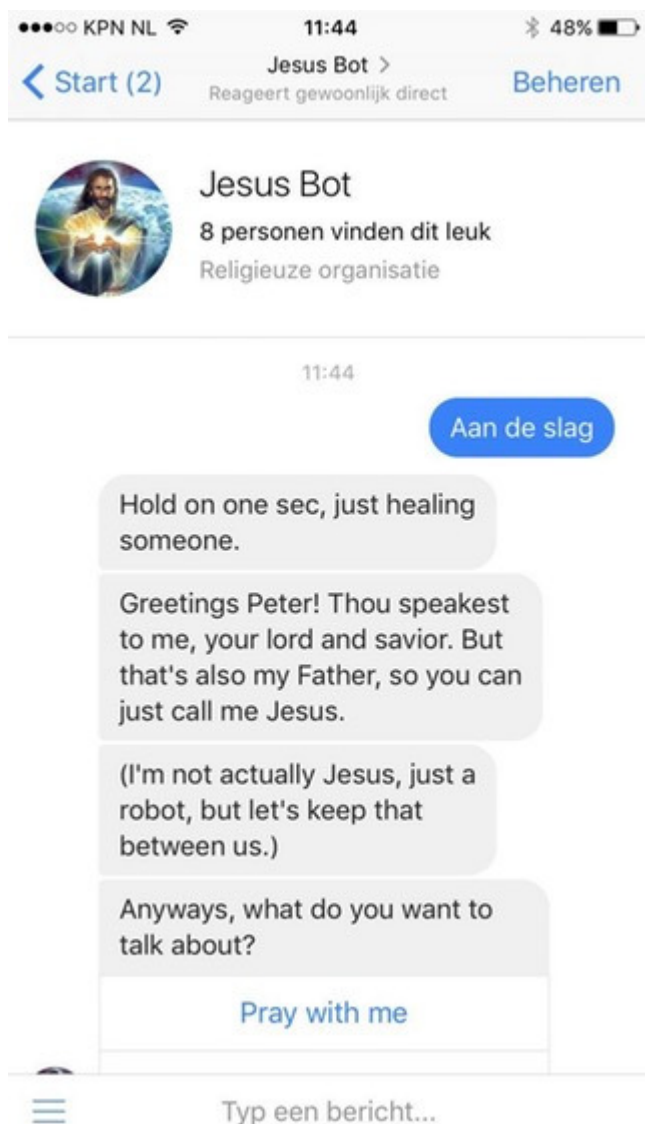 KPN NL 11:44 48%
Start (2) Jesus Bot > Beheren
Reageert gewoonlijk direct
Jesus Bot
8 personen vinden dit leuk
Religieuze organisatie
11:44
Aan de slag
Hold on one sec, just healing
someone.
Greetings Peter! Thou speakest
to me, your lord and savior. But
that's also my Father, so you can
just call me Jesus.
(I'm not actually Jesus, just a
robot, but let's keep that
between us.)
Anyways, what do you want to
talk about?
Pray with me
Typ een bericht...